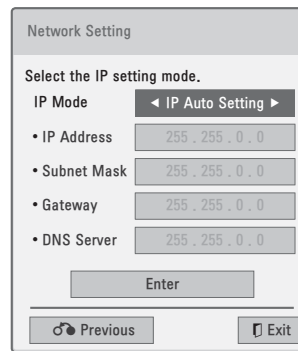 Network Setting
Select the IP setting mode.
IP Mode ◄ IP Auto Setting ►
• IP Address 255 . 255 . 0 . 0
• Subnet Mask 255 . 255 . 0 . 0
• Gateway 255 . 255 . 0 . 0
• DNS Server 255 . 255 . 0 . 0
Enter
Previous Exit